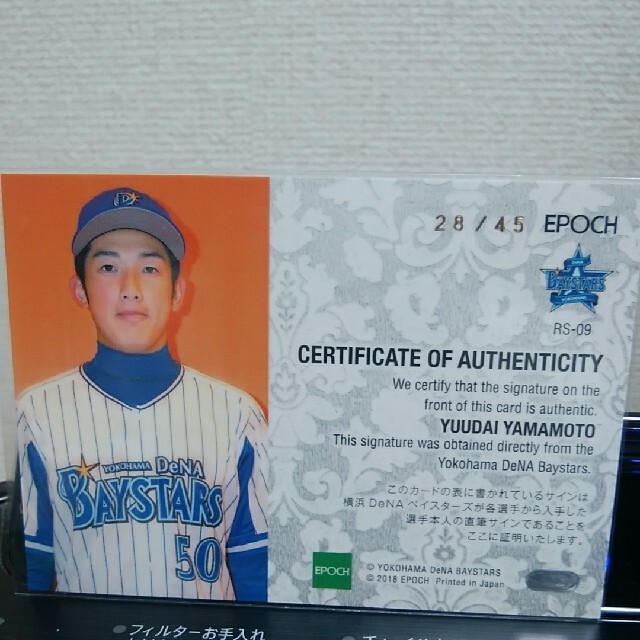 28/45 EPOCH
BAYSTARS
RS-09
CERTIFICATE OF AUTHENTICITY
We certify that the signature on the
front of this card is authentic.
YUUDAI YAMAMOTO
This signature was obtained directly from the
Yokohama DeNA Baystars.
このカードの表に書かれているサインは
横浜 DeNA ベイスターズが各選手から入手した
選手本人の直筆サインであることを
ここに証明いたします。
EPOCH
© YOKOHAMA DeNA BAYSTARS
© 2018 EPOCH Printed in Japan
D
YOKOHAMA DeNA
BAYSTARS
50
フィルターお手入れ